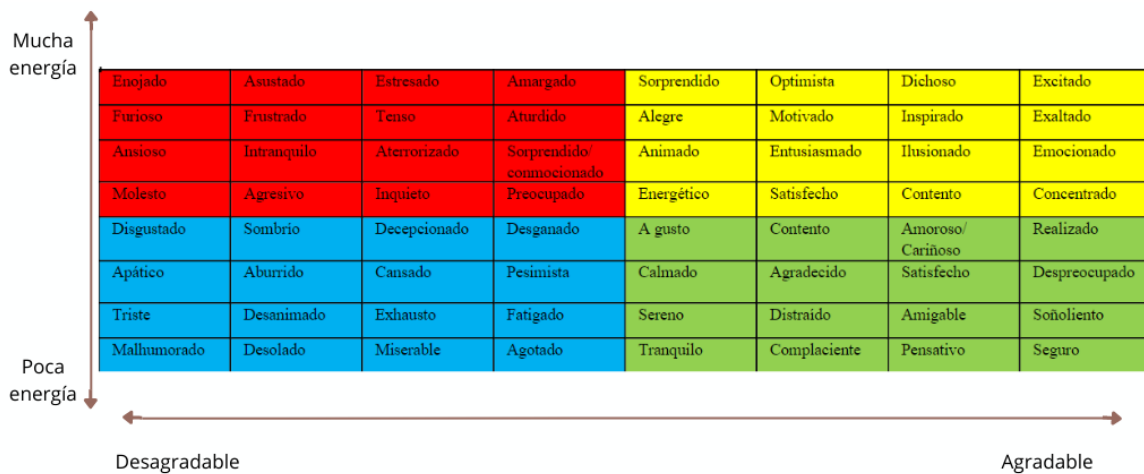 Mucha
energía
Enojado Asustado Estresado Amargado Sorprendido Optimista Dichoso Excitado
Furioso Frustrado Tenso Aturdido Alegre Motivado Inspirado Exaltado
Ansioso Intranquilo Aterrorizado Sorprendido/ Animado Entusiasmado Ilusionado Emocionado
conmocionado
Molesto Agresivo Inquieto Preocupado Energético Satisfecho Contento Concentrado
Disgustado Sombrio Decepcionado Desganado A gusto Contento Amoroso/ Realizado
Cariñoso
Apático Aburrido Cansado Pesimista Calmado Agradecido Satisfecho Despreocupado
Triste Desanimado Exhausto Fatigado Sereno Distraido Amigable Soñoliento
Malhumorado Desolado Miserable Agotado Tranquilo Complaciente Pensativo Seguro
Poca
energía
Desagradable Agradable